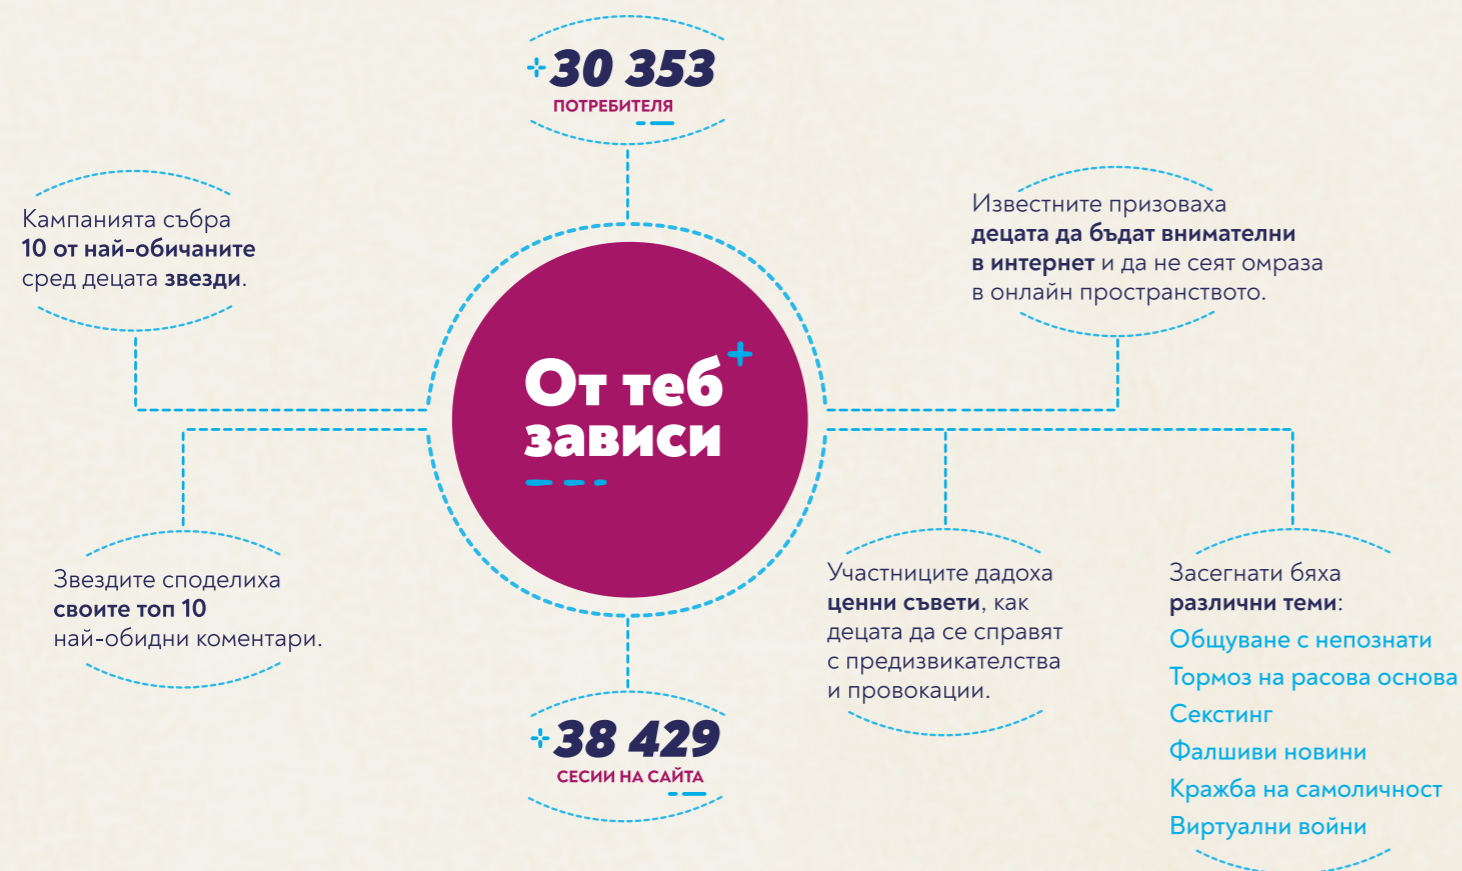 +30 353
ПОТРЕБИТЕЛЯ
Кампанията събра
10 от най-обичаните
сред децата звезди.
Известните призоваха
децата да бъдат внимателни
в интернет и да не сеят омраза
в онлайн пространството.
От теб
зависи
Звездите споделиха
своите топ 10
най-обидни коментари.
Участниците дадоха
ценни съвети, как
децата да се справят
с предизвикателства
и провокации.
Засегнати бяха
различни теми:
Общуване с непознати
Тормоз на расова основа
Секстинг
Фалшиви новини
Кражба на самоличност
Виртуални войни
+38 429
СЕСИИ НА САЙТА